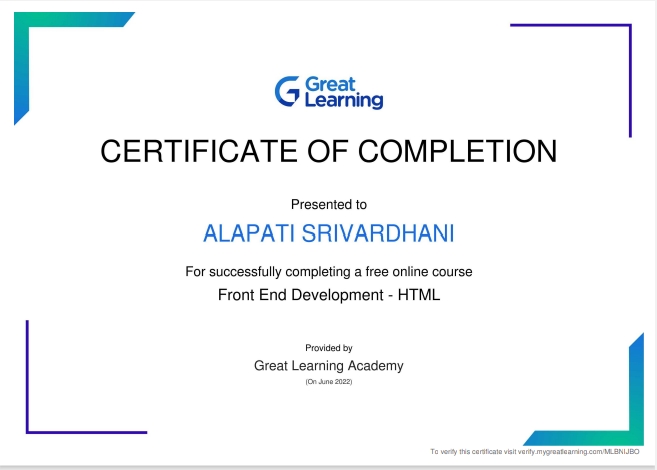 Great
Learning
CERTIFICATE OF COMPLETION
Presented to
ALAPATI SRIVARDHANI
For successfully completing a free online course
Front End Development - HTML
Provided by
Great Learning Academy
(On June 2022)
To verify this certificate visit verify.mygreatlearning.com/MLBNIJBO